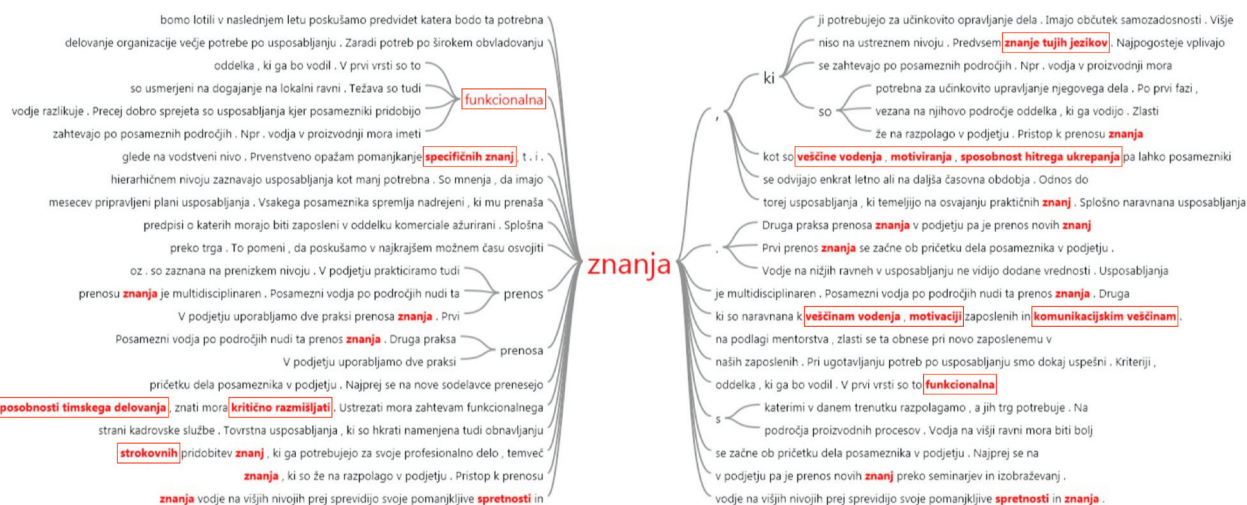 bomo lotili v naslednjem letu poskušamo predvidet katera bodo ta potrebna
delovanje organizacije večje potrebe po usposabljanju . Zaradi potreb po širokem obvladovanju
oddelka , ki ga bo vodil . V prvi vrsti so to
so usmerjeni na dogajanje na lokalni ravni . Težava so tudi
funkcionalna
vodje razlikuje . Precej dobro sprejeta so usposabljanja kjer posamezniki pridobijo
zahtevajo po posameznih področjih . Npr . vodja v proizvodnji mora imeti
glede na vodstveni nivo . Prvenstveno opažam pomanjkanje specifičnih znanj , t . i .
hierarhičnem nivoju zaznavajo usposabljanja kot manj potrebna . So mnenja , da imajo
mesecev pripravljeni plani usposabljanja . Vsakega posameznika spremlja nadrejeni , ki mu prenaša
predpisi o katerih morajo biti zaposleni v oddelku komerciale ažurirani . Splošna
preko trga . To pomeni , da poskušamo v najkrajšem možnem času osvojiti
oz . so zaznana na prenizkem nivoju . V podjetju prakticiramo tudi
prenosu znanja je multidisciplinaren . Posamezni vodja po področjih nudi ta
prenos
V podjetju uporabljamo dve praksi prenosa znanja . Prvi
Posamezni vodja po področjih nudi ta prenos znanja . Druga praksa
prenosa
V podjetju uporabljamo dve praksi
pričetku dela posameznika v podjetju . Najprej se na nove sodelavce prenesejo
posobnosti timskega delovanja , znati mora kritično razmišljati . Ustrezati mora zahtevam funkcionalnega
strani kadrovske službe . Tovrstna usposabljanja , ki so hkrati namenjena tudi obnavljanju
strokovnih pridobitev znanj , ki ga potrebujejo za svoje profesionalno delo , temveč
znanja , ki so že na razpolago v podjetju . Pristop k prenosu
znanja vodje na višjih nivojih prej sprevidijo svoje pomanjkljive spretnosti in
znanja
,
ki
ji potrebujejo za učinkovito opravljanje dela . Imajo občutek samozadosnosti . Višje
niso na ustreznem nivoju . Predvsem znanje tujih jezikov . Najpogosteje vplivajo
se zahtevajo po posameznih področjih . Npr . vodja v proizvodnji mora
so
potrebna za učinkovito upravljanje njegovega dela . Po prvi fazi ,
vezana na njihovo področje oddelka , ki ga vodijo . Zlasti
že na razpolago v podjetju . Pristop k prenosu znanja
kot so veščine vodenja , motiviranja , sposobnost hitrega ukrepanja pa lahko posamezniki
se odvijajo enkrat letno ali na daljša časovna obdobja . Odnos do
torej usposabljanja , ki temeljijo na osvajanju praktičnih znanj . Splošno naravnana usposabljanja
.
Druga praksa prenosa znanja v podjetju pa je prenos novih znanj
Prvi prenos znanja se začne ob pričetku dela posameznika v podjetju .
Vodje na nižjih ravneh v usposabljanju ne vidijo dodane vrednosti . Usposabljanja
je multidisciplinaren . Posamezni vodja po področjih nudi ta prenos znanja . Druga
ki so naravnana k veščinam vodenja , motivaciji zaposlenih in komunikacijskim veščinam .
na podlagi mentorstva , zlasti se ta obnese pri novo zaposlenemu v
naših zaposlenih . Pri ugotavljanju potreb po usposabljanju smo dokaj uspešni . Kriteriji ,
oddelka , ki ga bo vodil . V prvi vrsti so to funkcionalna
s
katerimi v danem trenutku razpolagamo , a jih trg potrebuje . Na
področja proizvodnih procesov . Vodja na višji ravni mora biti bolj
se začne ob pričetku dela posameznika v podjetju . Najprej se na
v podjetju pa je prenos novih znanj preko seminarjev in izobraževanj .
vodje na višjih nivojih prej sprevidijo svoje pomanjkljive spretnosti in znanja .